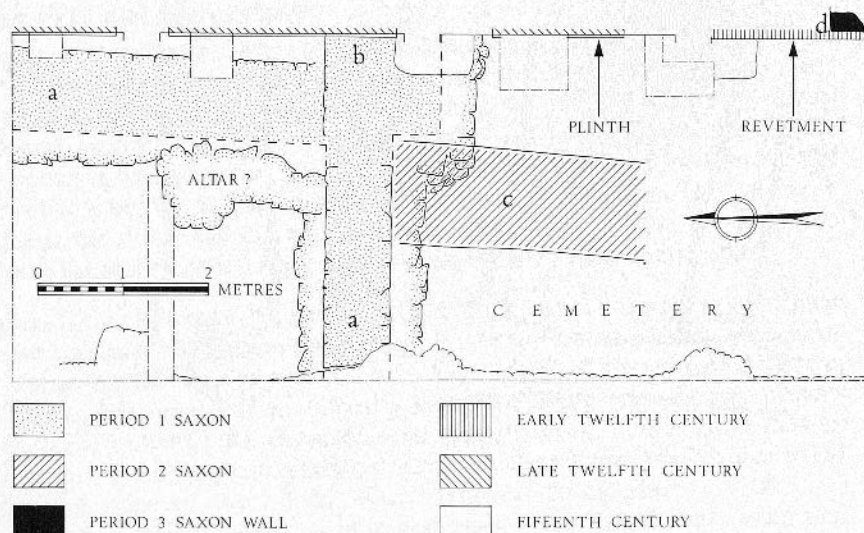 d
b
a
PLINTH
REVETMENT
ALTAR ?
c
0 1 2
METRES
a
CEMETERY
PERIOD 1 SAXON
EARLY TWELFTH CENTURY
PERIOD 2 SAXON
LATE TWELFTH CENTURY
PERIOD 3 SAXON WALL
FIFEENTH CENTURY